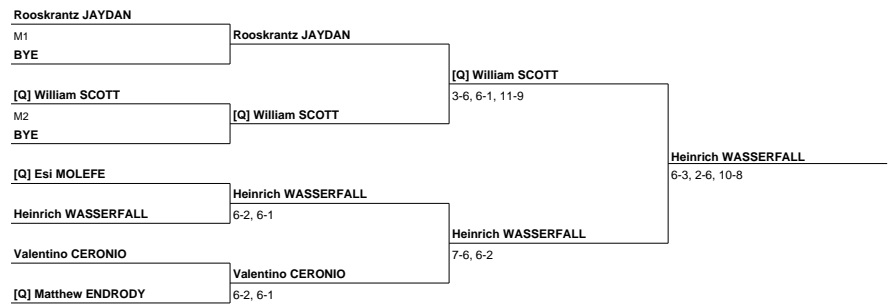 Rooskrantz JAYDAN
M1
Rooskrantz JAYDAN
BYE
[Q] William SCOTT
[Q] William SCOTT
3-6, 6-1, 11-9
M2
[Q] William SCOTT
BYE
Heinrich WASSERFALL
[Q] Esi MOLEFE
6-3, 2-6, 10-8
Heinrich WASSERFALL
Heinrich WASSERFALL
6-2, 6-1
Heinrich WASSERFALL
Valentino CERONIO
7-6, 6-2
Valentino CERONIO
[Q] Matthew ENDRODY
6-2, 6-1